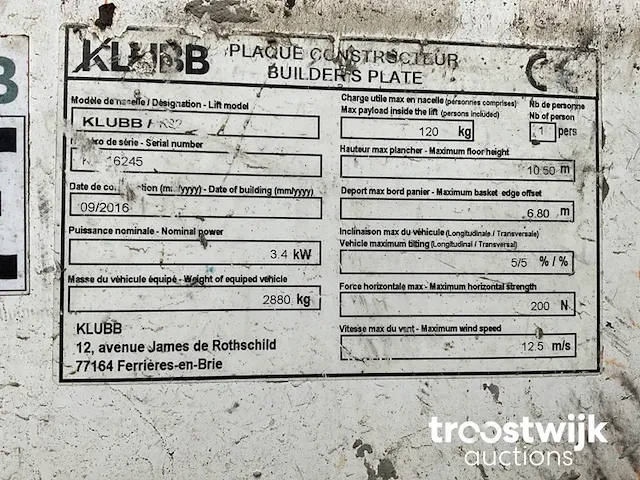 B
KLUBB
PLAQUE CONSTRUCTEUR
BUILDER'S PLATE
CE
Modèle de nacelle / Désignation - Lift model
KLUBB
de série - Serial number
16245
Date de (mm/yyyy) - Date of building (mm/yyyy)
09/2016
Puissance nominale - Nominal power
3.4 kW
Masse du véhicule équipé - Weight of equiped vehicle
2880 kg
KLUBB
12, avenue James de Rothschild
77164 Ferrières-en-Brie
Charge utile max en nacelle (personnies comprises)
Max payload inside the lift (persons included)
120 kg
Nb de personne
Nb of person
1 pers
Hauteur max plancher - Maximum floor height
10.50 m
Deport max bord panier - Maximum basket edge offset
6.80 m
Inclinaison max du véhicule (Longitudinale / Transversale)
Vehicle maximum tilting (Longitudinal / Transversal)
5/5 % / %
Force horizontale max - Maximum horizontal strength
200 N
Vitesse max du vent - Maximum wind speed
12.5 m/s
troostwijk
auctions